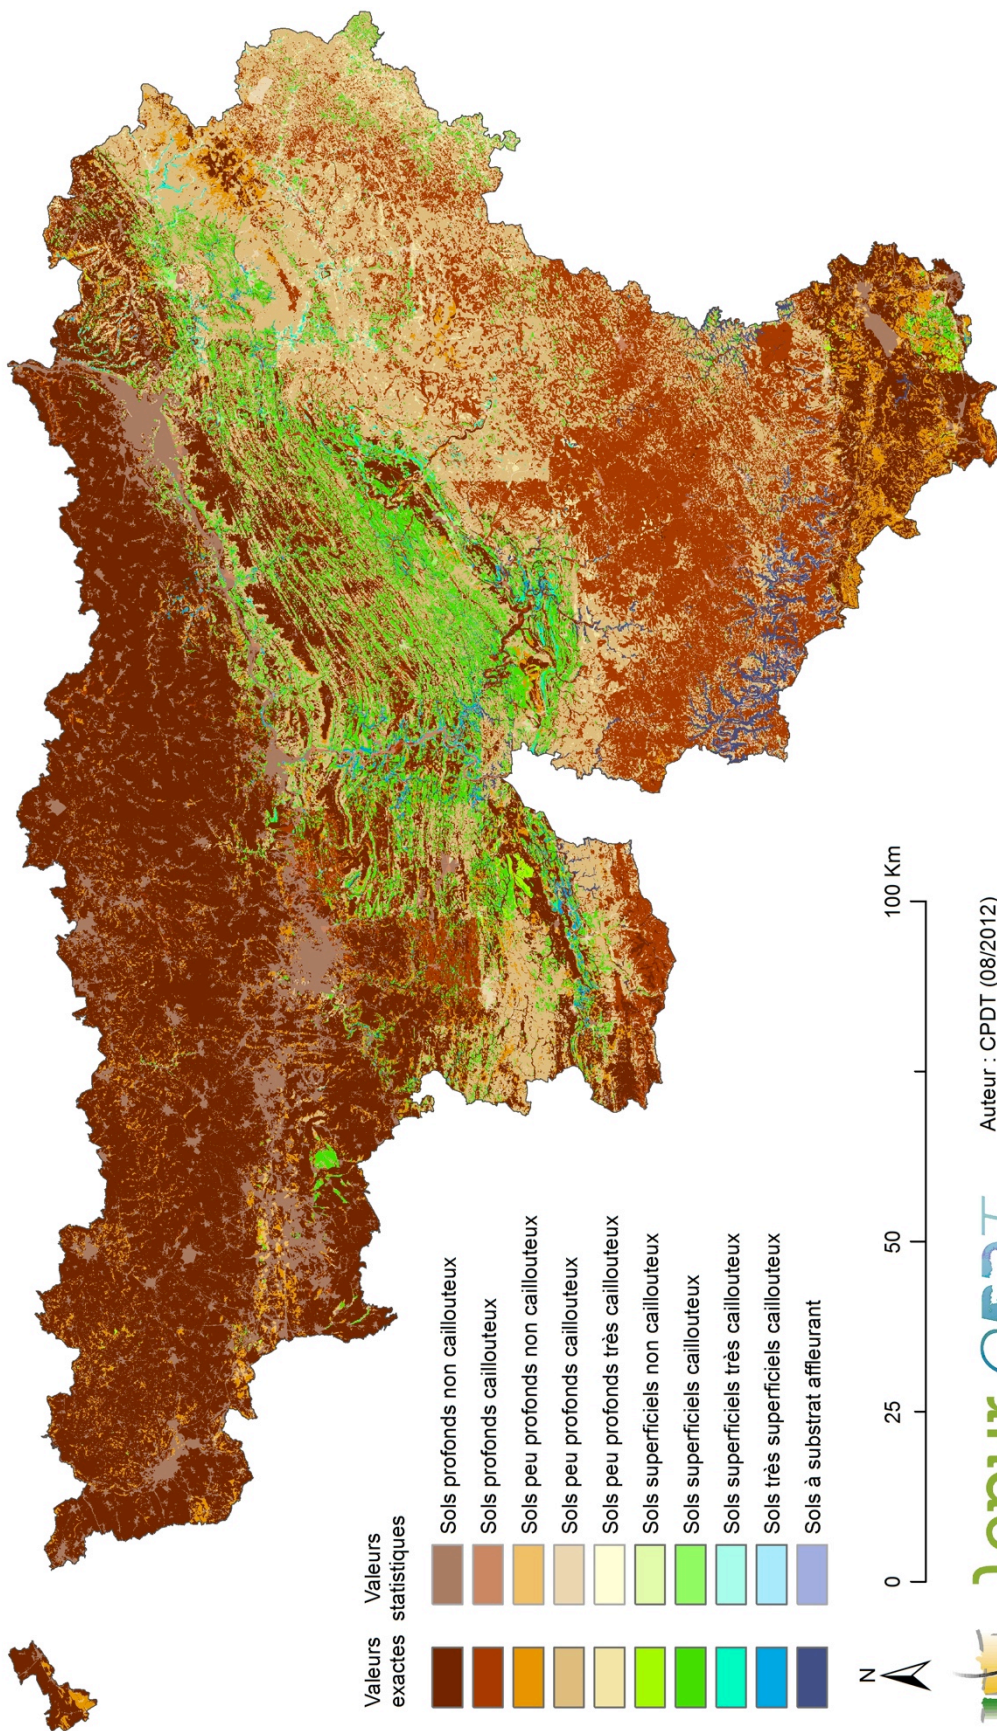 Valeurs exactes
Valeurs statistiques
Sols profonds non caillouteux
Sols profonds caillouteux
Sols peu profonds non caillouteux
Sols peu profonds caillouteux
Sols peu profonds très caillouteux
Sols superficiels non caillouteux
Sols superficiels caillouteux
Sols superficiels très caillouteux
Sols très superficiels caillouteux
Sols à substrat affleurant
N
0
25
50
100 Km
Auteur : CPDT (08/2012)